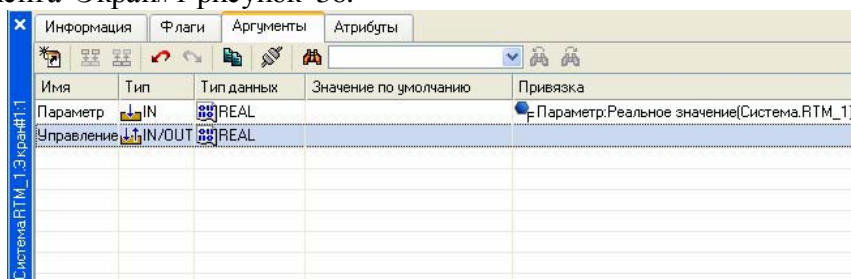 Экран#1 рисунок 38.
Информация Флаги Аргументы Атрибуты
Имя Тип Тип данных Значение по умолчанию Привязка
Параметр IN REAL F Параметр:Реальное значение(Система.RTM_1)
Управление IN/OUT REAL
Система.RTM_1.Экран#1:1